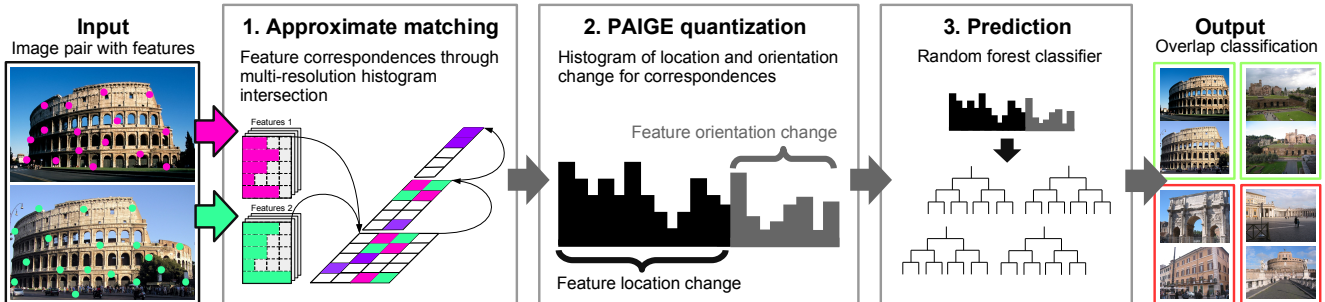 Input
Image pair with features
1. Approximate matching
Feature correspondences through
multi-resolution histogram
intersection
Features 1
Features 2
2. PAIGE quantization
Histogram of location and orientation
change for correspondences
Feature orientation change
Feature location change
3. Prediction
Random forest classifier
Output
Overlap classification